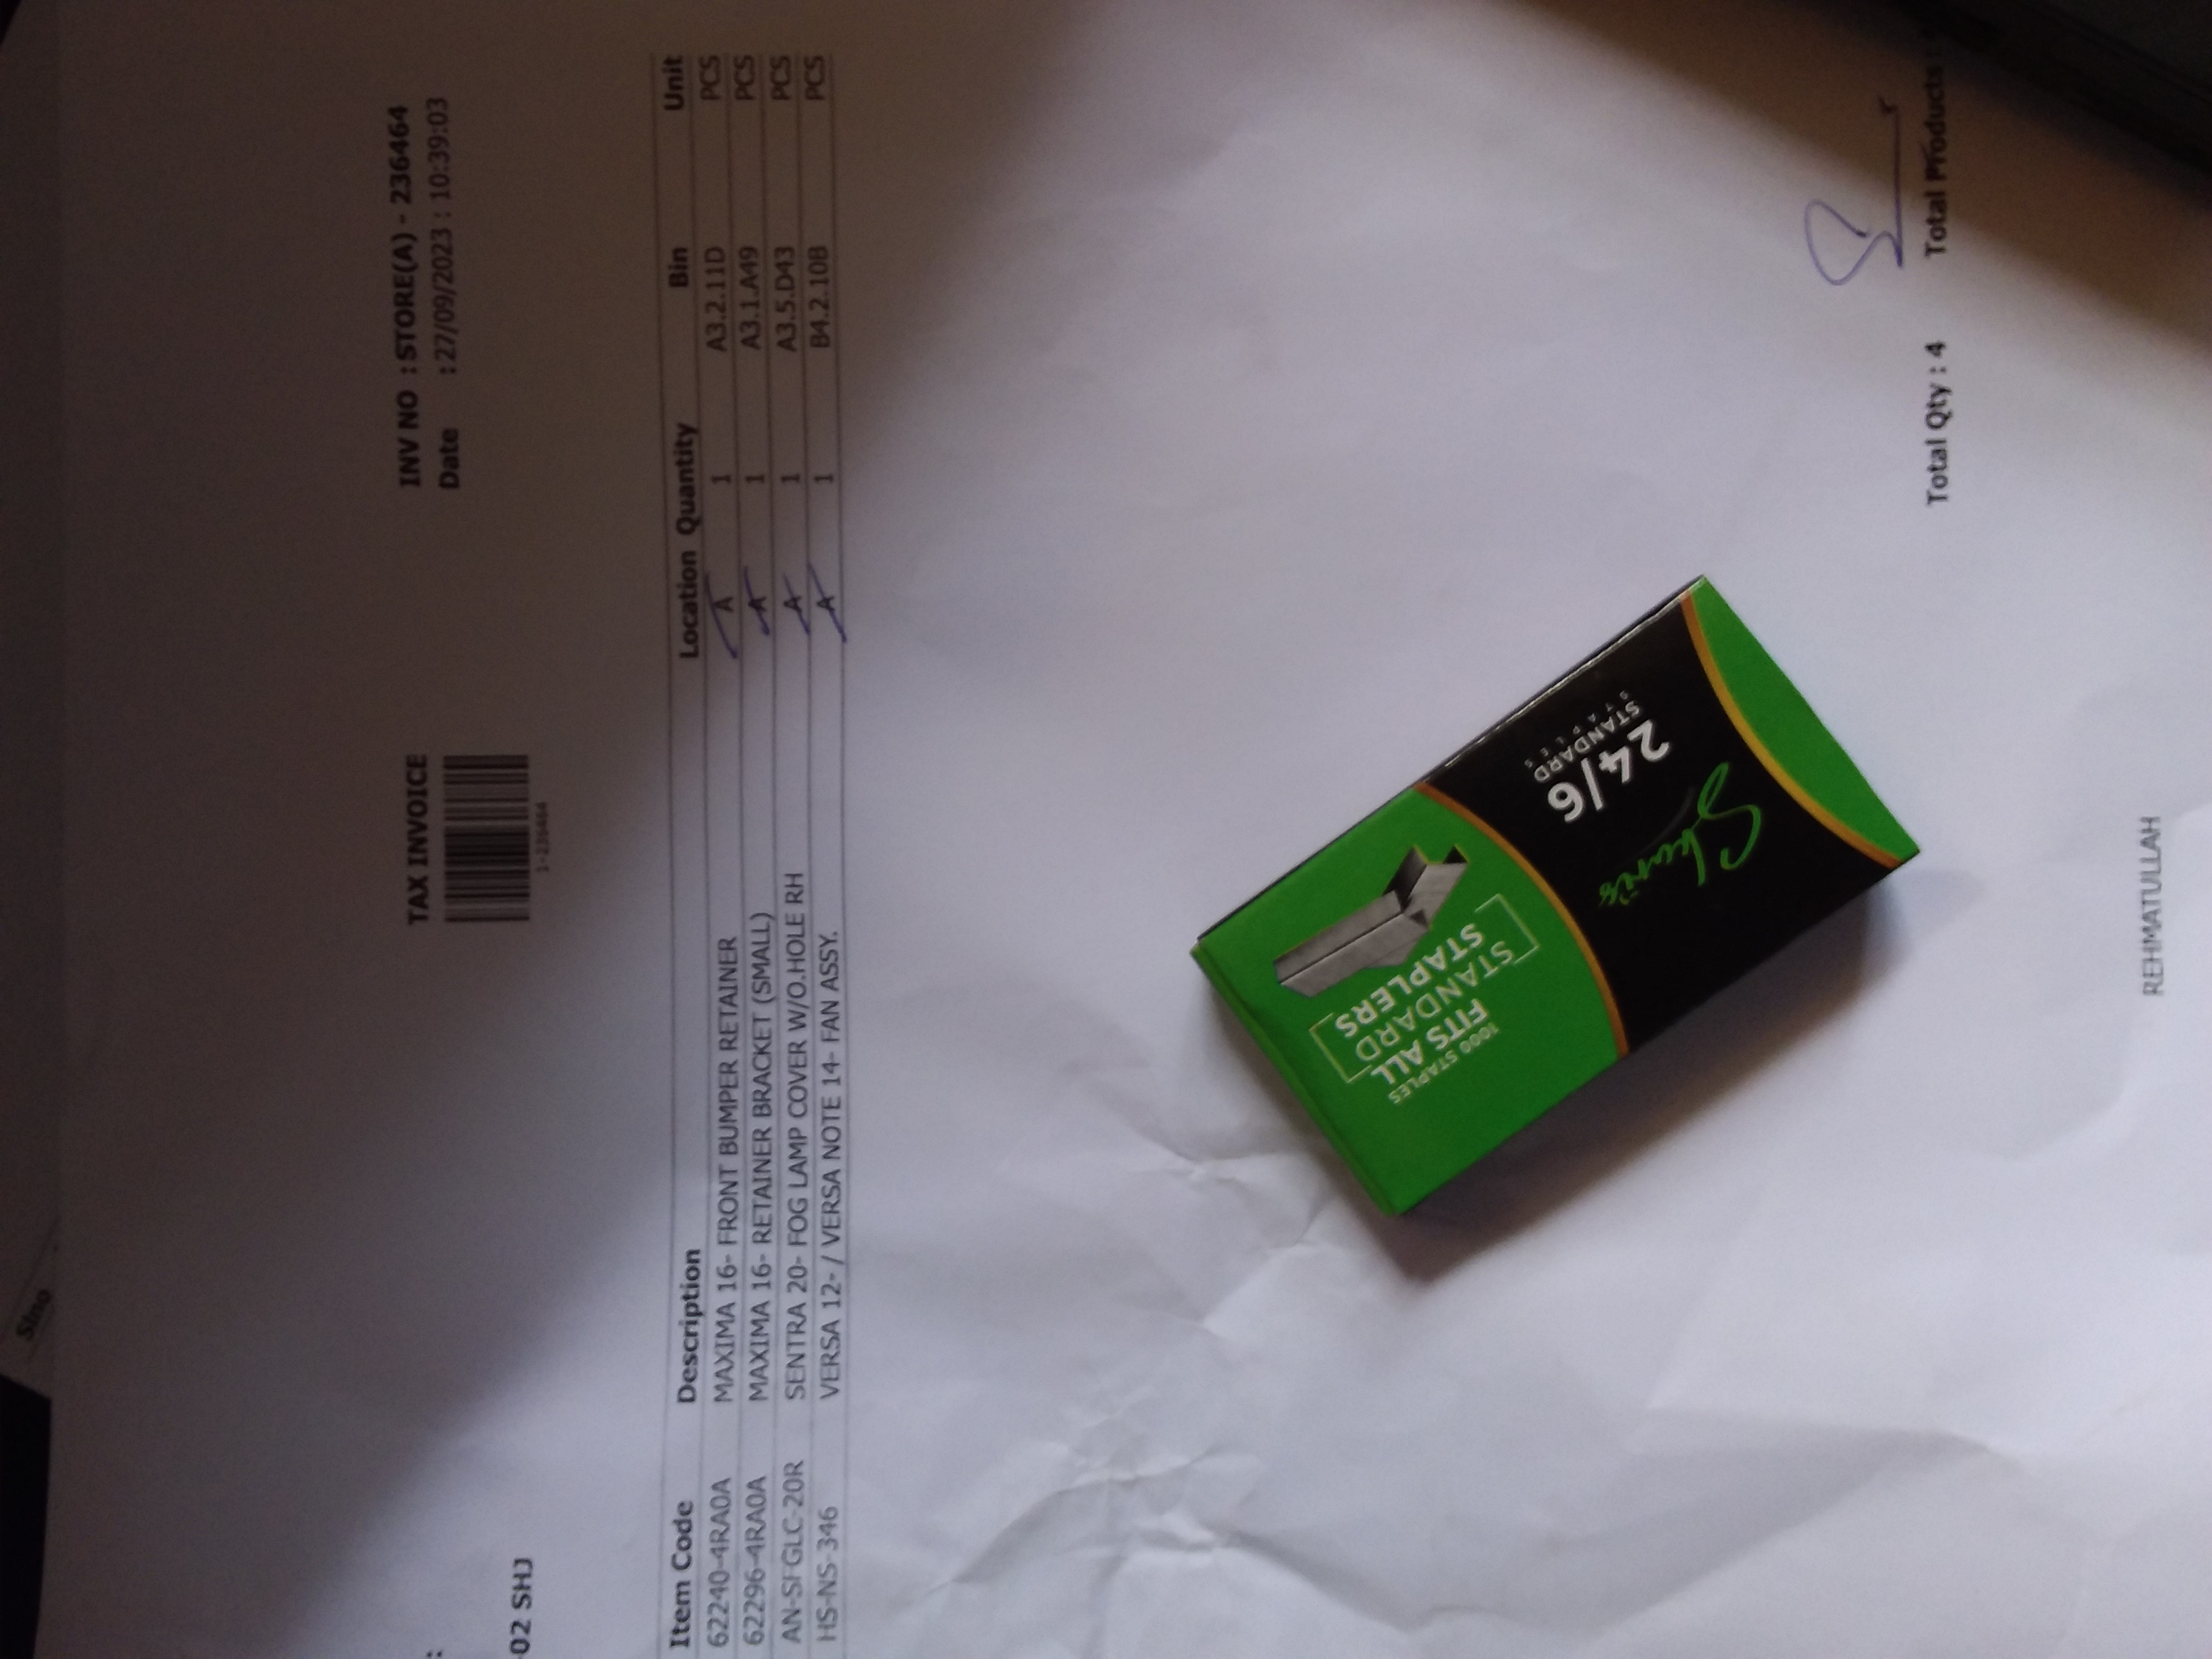 TAX INVOICE
1-236464
INV NO : STORE(A) - 236464
Date :27/09/2023 : 10:39:03
:
02 SHJ
Item Code Description Location Quantity Bin Unit
62240-4RA0A MAXIMA 16- FRONT BUMPER RETAINER A 1 A3.2.11D PCS
62296-4RA0A MAXIMA 16- RETAINER BRACKET (SMALL) A 1 A3.1.A49 PCS
AN-SFGLC-20R SENTRA 20- FOG LAMP COVER W/O.HOLE RH A 1 A3.5.D43 PCS
HS-NS-346 VERSA 12- / VERSA NOTE 14- FAN ASSY. A 1 B4.2.10B PCS
Slno
1000 STAPLES
FITS ALL
STANDARD
STAPLERS
24/6
STANDARD
STAPLES
Total Qty : 4 Total Products :
REHMATULLAH